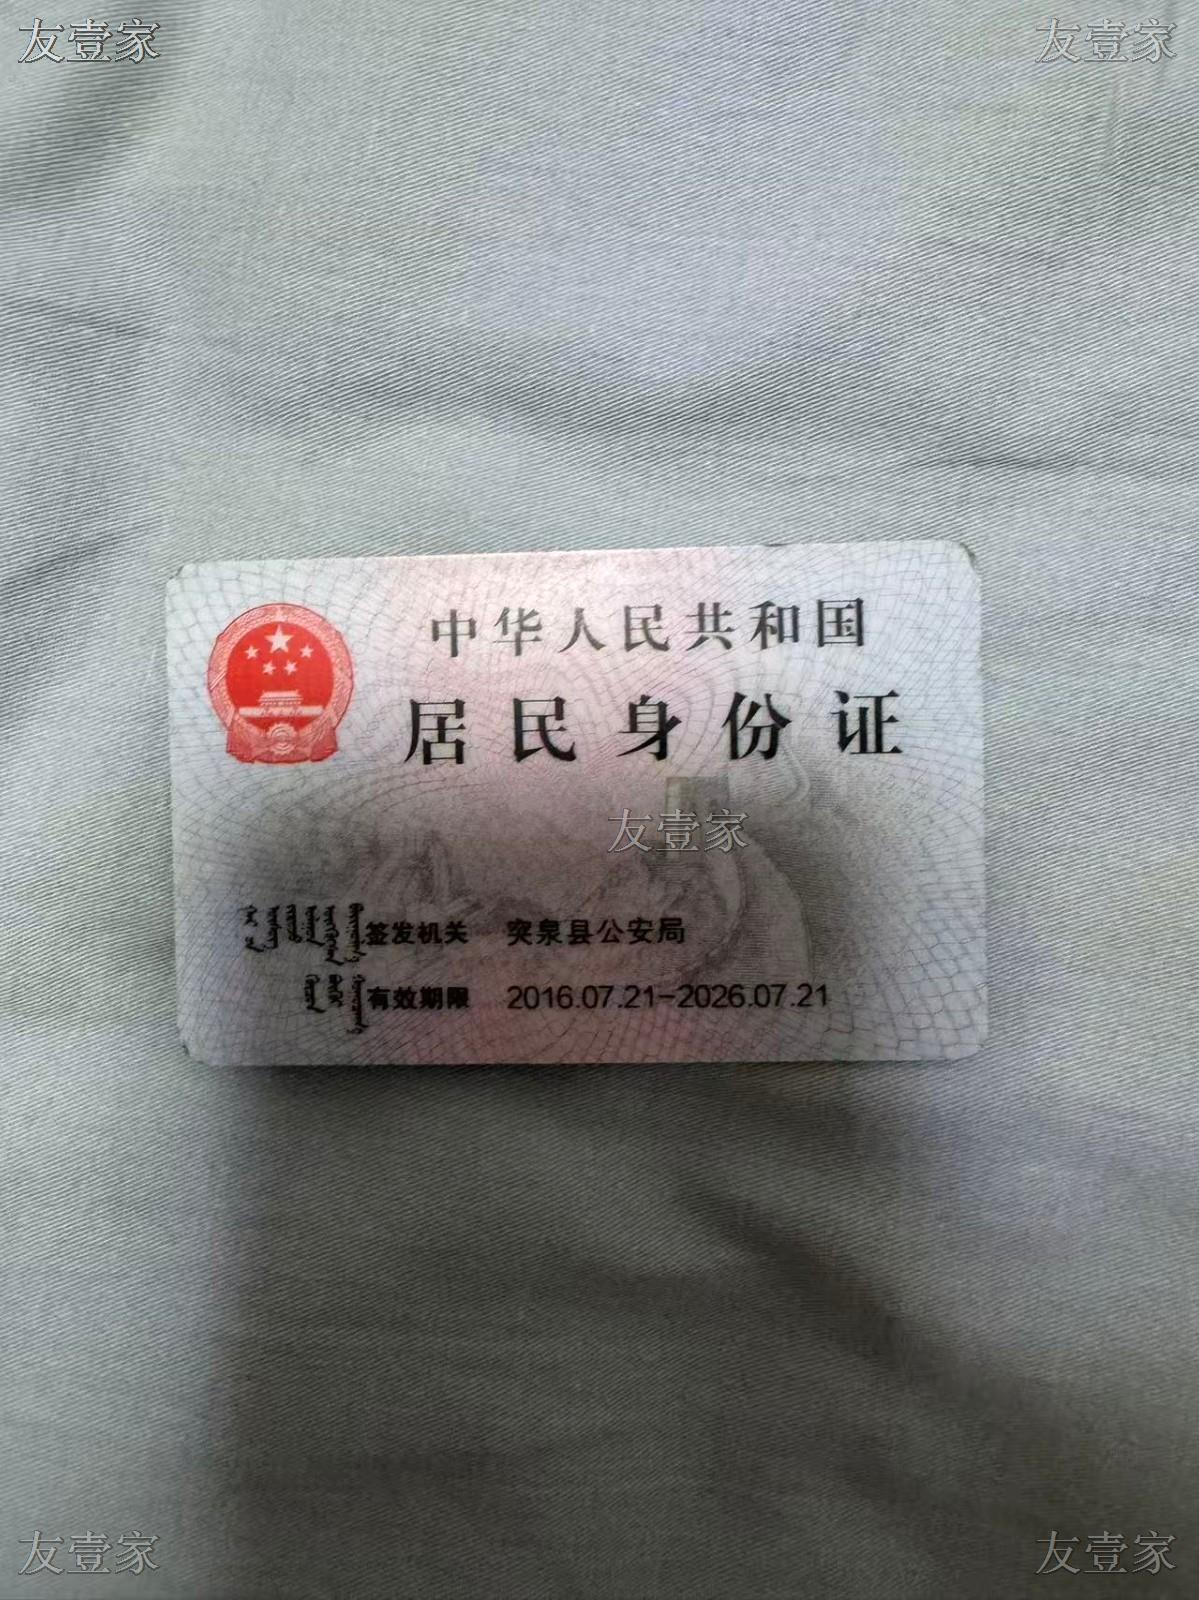 友壹家 友壹家
中华人民共和国
居民身份证
友壹家
签发机关 突泉县公安局
有效期限 2016.07.21-2026.07.21
友壹家 友壹家